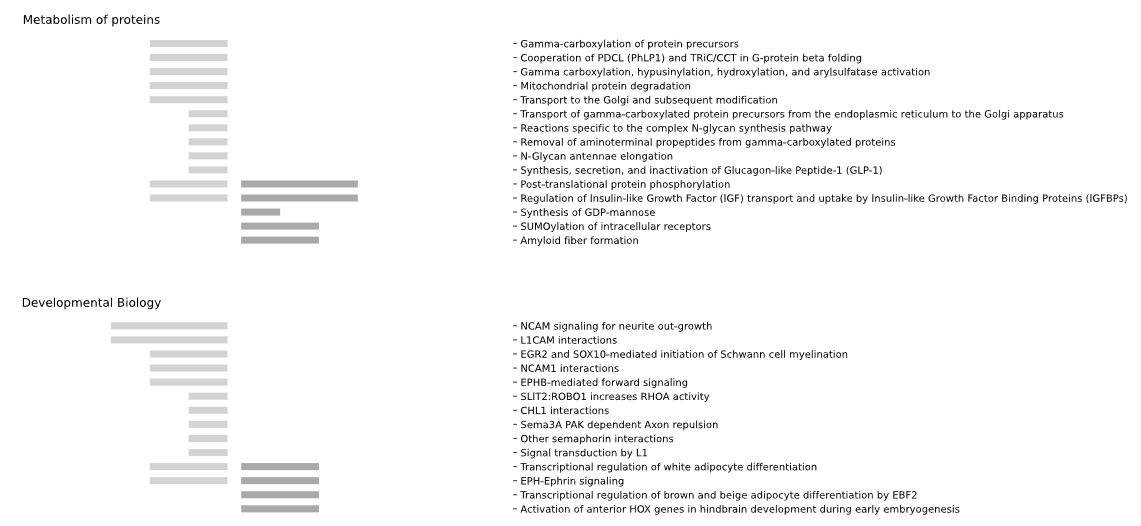 Metabolism of proteins
Gamma-carboxylation of protein precursors
Cooperation of PDCL (PhLP1) and TRiC/CCT in G-protein beta folding
Gamma carboxylation, hypusinylation, hydroxylation, and arylsulfatase activation
Mitochondrial protein degradation
Transport to the Golgi and subsequent modification
Transport of gamma-carboxylated protein precursors from the endoplasmic reticulum to the Golgi apparatus
Reactions specific to the complex N-glycan synthesis pathway
Removal of aminoterminal propeptides from gamma-carboxylated proteins
N-Glycan antennae elongation
Synthesis, secretion, and inactivation of Glucagon-like Peptide-1 (GLP-1)
Post-translational protein phosphorylation
Regulation of Insulin-like Growth Factor (IGF) transport and uptake by Insulin-like Growth Factor Binding Proteins (IGFBPs)
Synthesis of GDP-mannose
SUMOylation of intracellular receptors
Amyloid fiber formation
Developmental Biology
NCAM signaling for neurite out-growth
L1CAM interactions
EGR2 and SOX10-mediated initiation of Schwann cell myelination
NCAM1 interactions
EPHB-mediated forward signaling
SLIT2:ROBO1 increases RHOA activity
CHL1 interactions
Sema3A PAK dependent Axon repulsion
Other semaphorin interactions
Signal transduction by L1
Transcriptional regulation of white adipocyte differentiation
EPH-Ephrin signaling
Transcriptional regulation of brown and beige adipocyte differentiation by EBF2
Activation of anterior HOX genes in hindbrain development during early embryogenesis